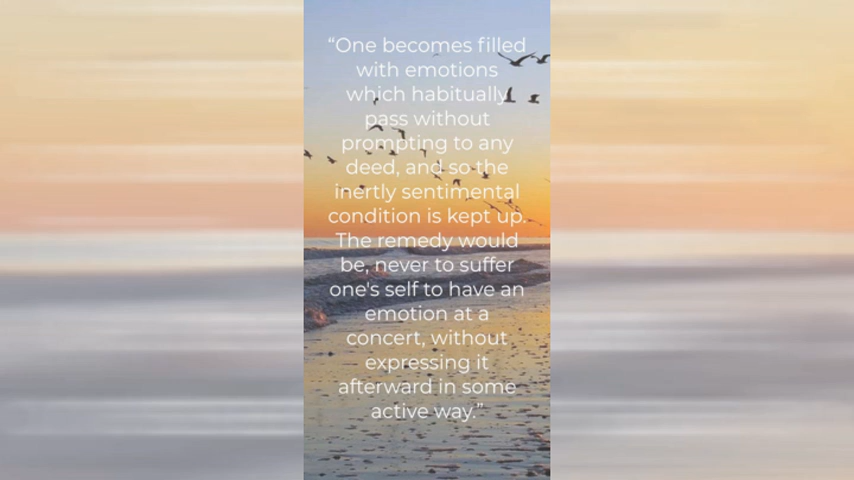 “One becomes filled
with emotions
which habitually
pass without
prompting to any
deed, and so the
inertly sentimental
condition is kept up.
The remedy would
be, never to suffer
one's self to have an
emotion at a
concert, without
expressing it
afterward in some
active way.”